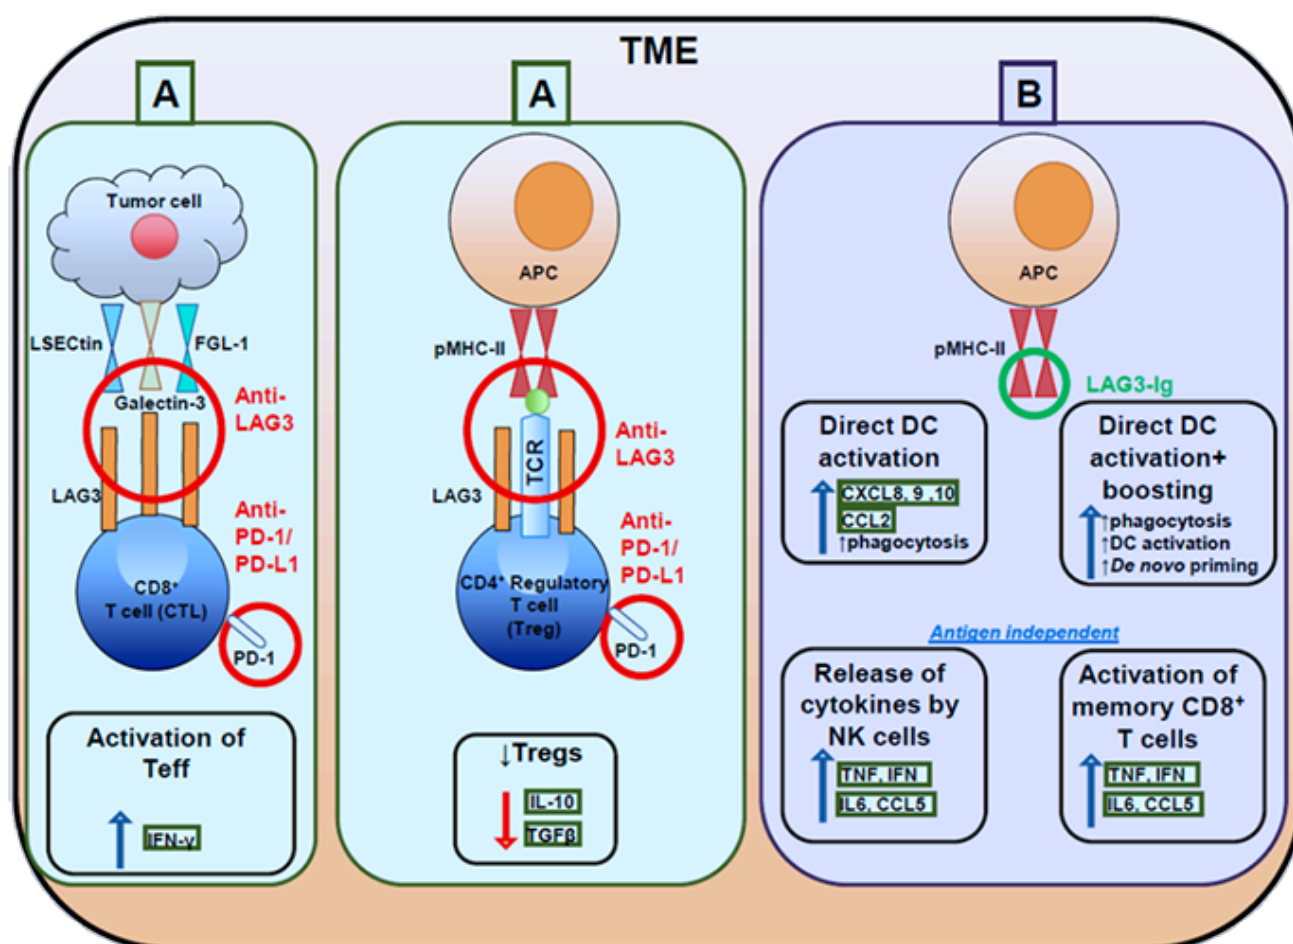 TME
A
Tumor cell
LSECtin
FGL-1
Galectin-3
Anti-
LAG3
LAG3
Anti-
PD-1/
PD-L1
CD8⁺
T cell (CTL)
PD-1
Activation of
Teff
IFN-γ
A
APC
pMHC-II
Anti-
LAG3
TCR
LAG3
Anti-
PD-1/
PD-L1
CD4⁺ Regulatory
T cell
(Treg)
PD-1
↓Tregs
IL-10
TGFβ
B
APC
pMHC-II
LAG3-Ig
Direct DC
activation
CXCL8, 9 ,10
CCL2
↑phagocytosis
Direct DC
activation+
boosting
↑phagocytosis
↑DC activation
↑De novo priming
Antigen independent
Release of
cytokines by
NK cells
TNF, IFN
IL6, CCL5
Activation of
memory CD8⁺
T cells
TNF, IFN
IL6, CCL5